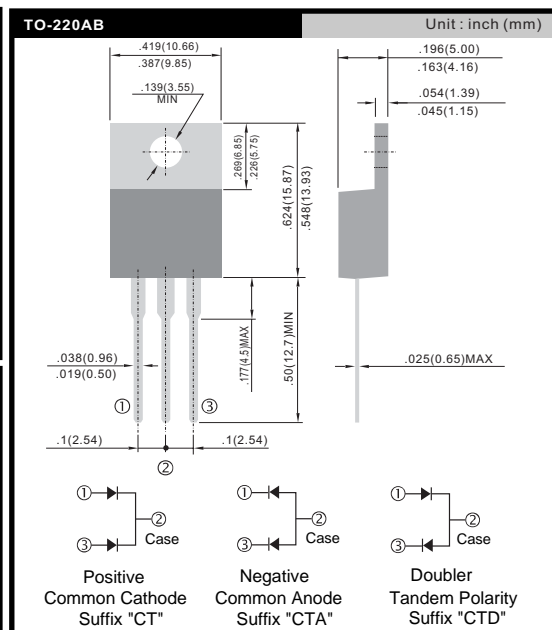 TO-220AB Unit : inch (mm)
.419(10.66)
.387(9.85)
.196(5.00)
.163(4.16)
.139(3.55)
MIN
.054(1.39)
.045(1.15)
.269(6.85)
.226(5.75)
.624(15.87)
.548(13.93)
.177(4.5)MAX
.50(12.7)MIN
.038(0.96)
.019(0.50)
.025(0.65)MAX
① ③
.1(2.54) .1(2.54)
②
① ① ①
② ② ②
③ Case ③ Case ③ Case
Positive Negative Doubler
Common Cathode Common Anode Tandem Polarity
Suffix "CT" Suffix "CTA" Suffix "CTD"